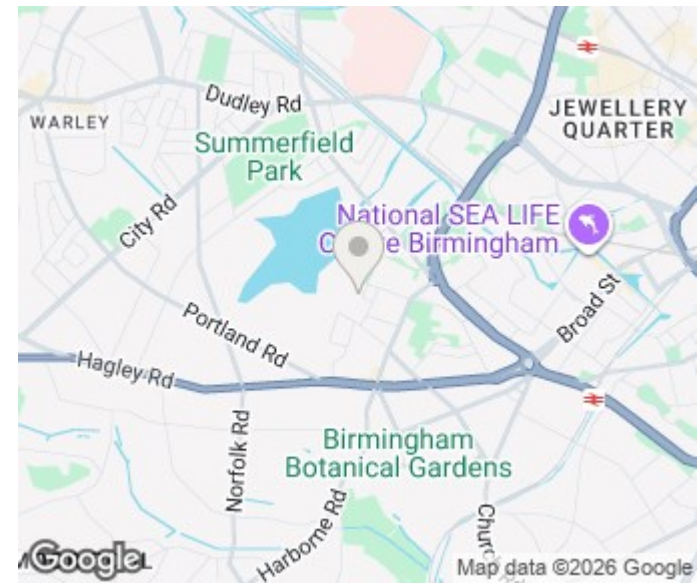 Dudley Rd
JEWELLERY
QUARTER
WARLEY
Summerfield
Park
City Rd
National SEA LIFE
Birmingham
Broad St
Portland Rd
Hagley Rd
Norfolk Rd
Birmingham
Botanical Gardens
Harborne Rd
Google
Map data ©2026 Google